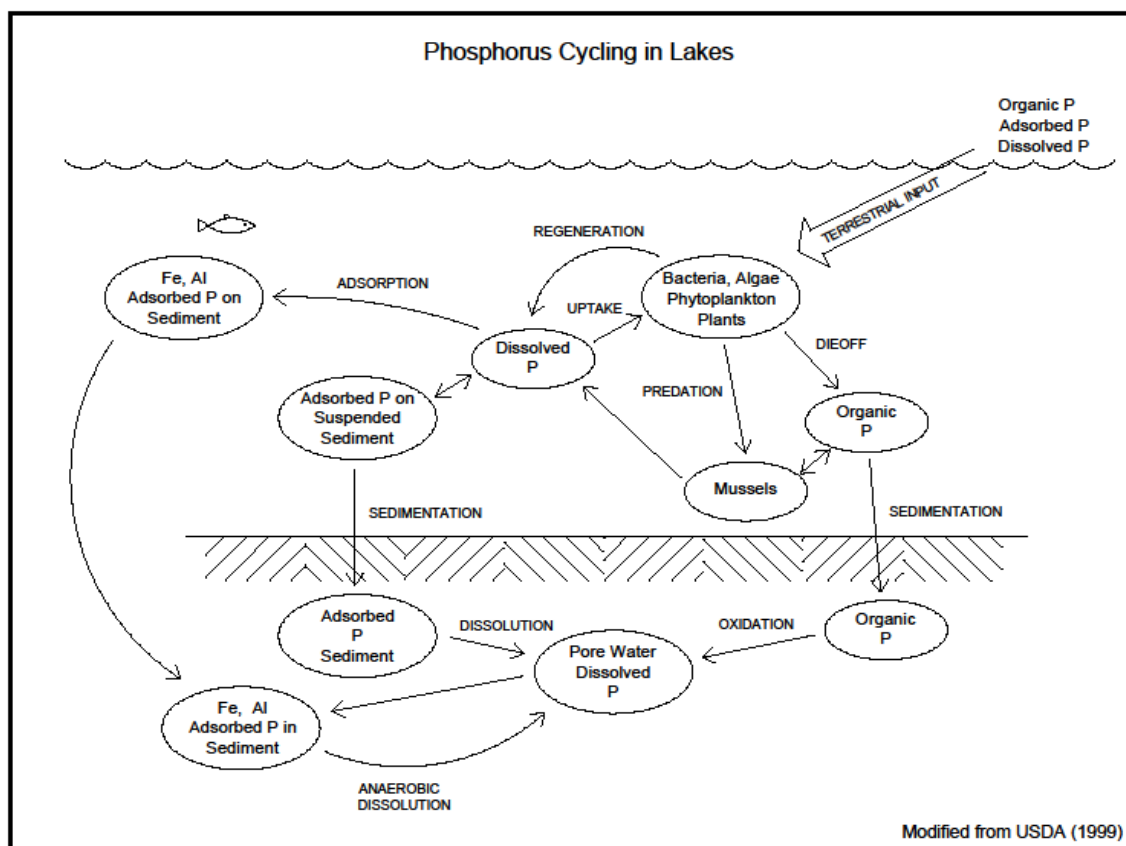 Phosphorus Cycling in Lakes
Organic P
Adsorbed P
Dissolved P
TERRESTRIAL INPUT
REGENERATION
Fe, Al
Adsorbed P on
Sediment
ADSORPTION
Bacteria, Algae
Phytoplankton
Plants
UPTAKE
Dissolved
P
DIEOFF
Adsorbed P on
Suspended
Sediment
PREDATION
Organic
P
Mussels
SEDIMENTATION
SEDIMENTATION
Adsorbed
P
Sediment
DISSOLUTION
OXIDATION
Organic
P
Pore Water
Dissolved
P
Fe, Al
Adsorbed P in
Sediment
ANAEROBIC
DISSOLUTION
Modified from USDA (1999)